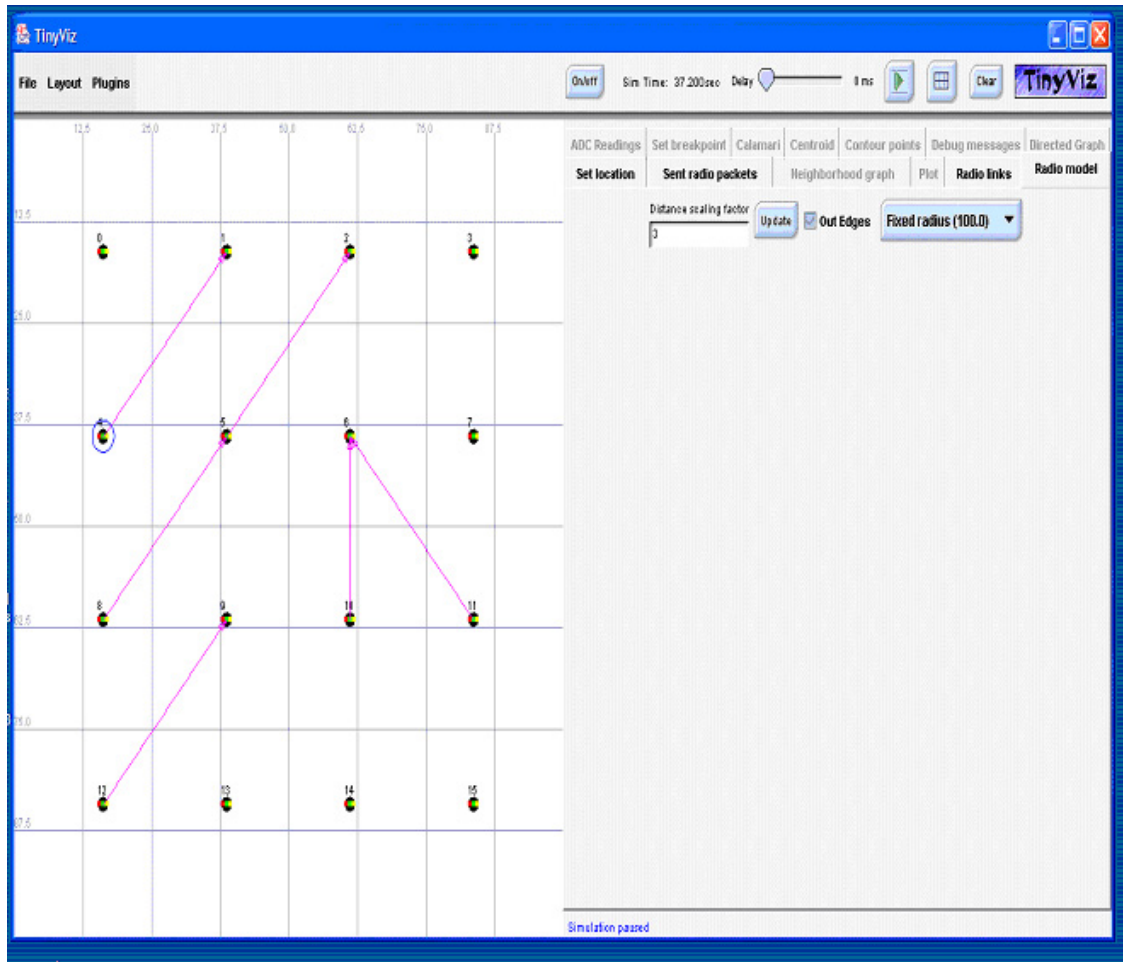 TinyViz
File Layout Plugins
On/off Sim Time: 37.200sec Delay 0 ms Clear TinyViz
12,5 25,0 37,5 50,0 62,5 75,0 87,5
ADC Readings Set breakpoint Calamari Centroid Contour points Debug messages Directed Graph
Set location Sent radio packets Neighborhood graph Plot Radio links Radio model
Distance scaling factor
Update Out Edges Fixed radius (100.0)
3
12.5
0 1 2 3
25.0
37.5
4 5 6 7
50.0
8 9 10 11
62.5
75.0
12 13 14 15
87.5
Simulation paused